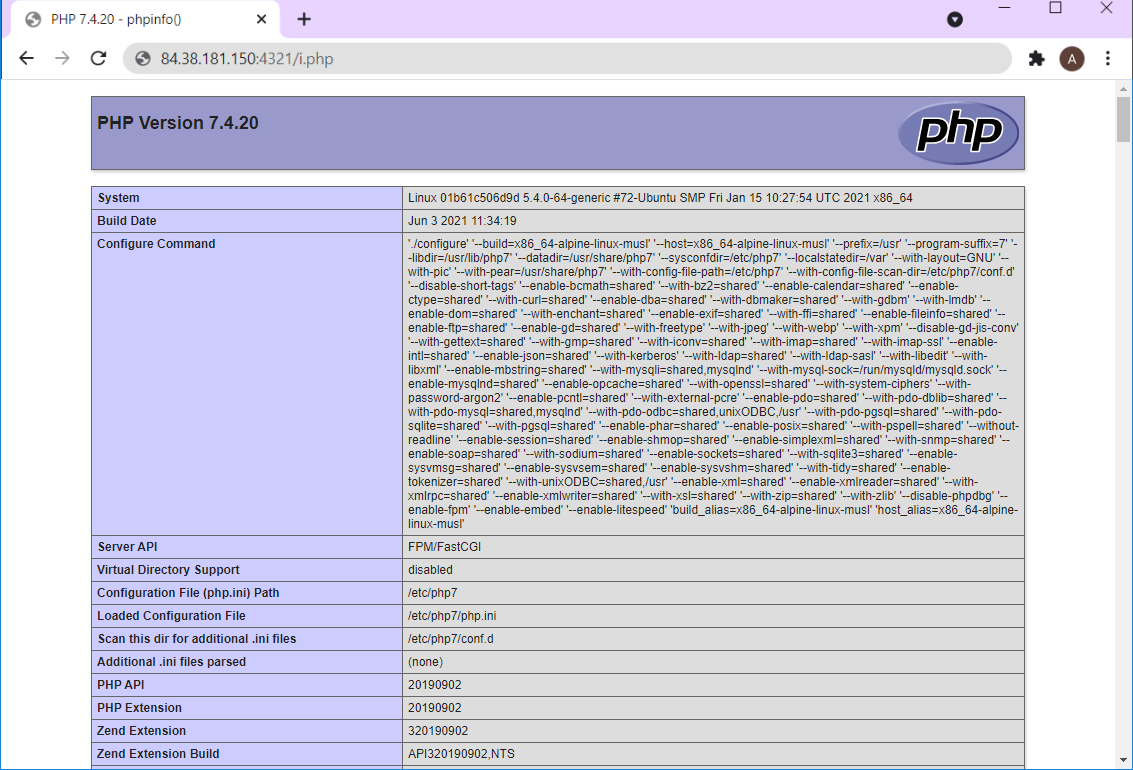 PHP 7.4.20 - phpinfo()
84.38.181.150:4321/i.php
A
PHP Version 7.4.20
php
System Linux 01b61c506d9d 5.4.0-64-generic #72-Ubuntu SMP Fri Jan 15 10:27:54 UTC 2021 x86_64
Build Date Jun 3 2021 11:34:19
Configure Command './configure' '--build=x86_64-alpine-linux-musl' '--host=x86_64-alpine-linux-musl' '--prefix=/usr' '--program-suffix=7' '-
-libdir=/usr/lib/php7' '--datadir=/usr/share/php7' '--sysconfdir=/etc/php7' '--localstatedir=/var' '--with-layout=GNU' '--
with-pic' '--with-pear=/usr/share/php7' '--with-config-file-path=/etc/php7' '--with-config-file-scan-dir=/etc/php7/conf.d'
'--disable-short-tags' '--enable-bcmath=shared' '--with-bz2=shared' '--enable-calendar=shared' '--enable-
ctype=shared' '--with-curl=shared' '--enable-dba=shared' '--with-dbmaker=shared' '--with-gdbm' '--with-lmdb' '--
enable-dom=shared' '--with-enchant=shared' '--enable-exif=shared' '--with-ffi=shared' '--enable-fileinfo=shared' '--
enable-ftp=shared' '--enable-gd=shared' '--with-freetype' '--with-jpeg' '--with-webp' '--with-xpm' '--disable-gd-jis-conv'
'--with-gettext=shared' '--with-gmp=shared' '--with-iconv=shared' '--with-imap=shared' '--with-imap-ssl' '--enable-
intl=shared' '--enable-json=shared' '--with-kerberos' '--with-ldap=shared' '--with-ldap-sasl' '--with-libedit' '--with-
libxml' '--enable-mbstring=shared' '--with-mysqli=shared,mysqlnd' '--with-mysql-sock=/run/mysqld/mysqld.sock' '--
enable-mysqlnd=shared' '--enable-opcache=shared' '--with-openssl=shared' '--with-system-ciphers' '--with-
password-argon2' '--enable-pcntl=shared' '--with-external-pcre' '--enable-pdo=shared' '--with-pdo-dblib=shared' '--
with-pdo-mysql=shared,mysqlnd' '--with-pdo-odbc=shared,unixODBC,/usr' '--with-pdo-pgsql=shared' '--with-pdo-
sqlite=shared' '--with-pgsql=shared' '--enable-phar=shared' '--enable-posix=shared' '--with-pspell=shared' '--without-
readline' '--enable-session=shared' '--enable-shmop=shared' '--enable-simplexml=shared' '--with-snmp=shared' '--
enable-soap=shared' '--with-sodium=shared' '--enable-sockets=shared' '--with-sqlite3=shared' '--enable-
sysvmsg=shared' '--enable-sysvsem=shared' '--enable-sysvshm=shared' '--with-tidy=shared' '--enable-
tokenizer=shared' '--with-unixODBC=shared,/usr' '--enable-xml=shared' '--enable-xmlreader=shared' '--with-
xmlrpc=shared' '--enable-xmlwriter=shared' '--with-xsl=shared' '--with-zip=shared' '--with-zlib' '--disable-phpdbg' '--
enable-fpm' '--enable-embed' '--enable-litespeed' 'build_alias=x86_64-alpine-linux-musl' 'host_alias=x86_64-alpine-
linux-musl'
Server API FPM/FastCGI
Virtual Directory Support disabled
Configuration File (php.ini) Path /etc/php7
Loaded Configuration File /etc/php7/php.ini
Scan this dir for additional .ini files /etc/php7/conf.d
Additional .ini files parsed (none)
PHP API 20190902
PHP Extension 20190902
Zend Extension 320190902
Zend Extension Build API320190902,NTS